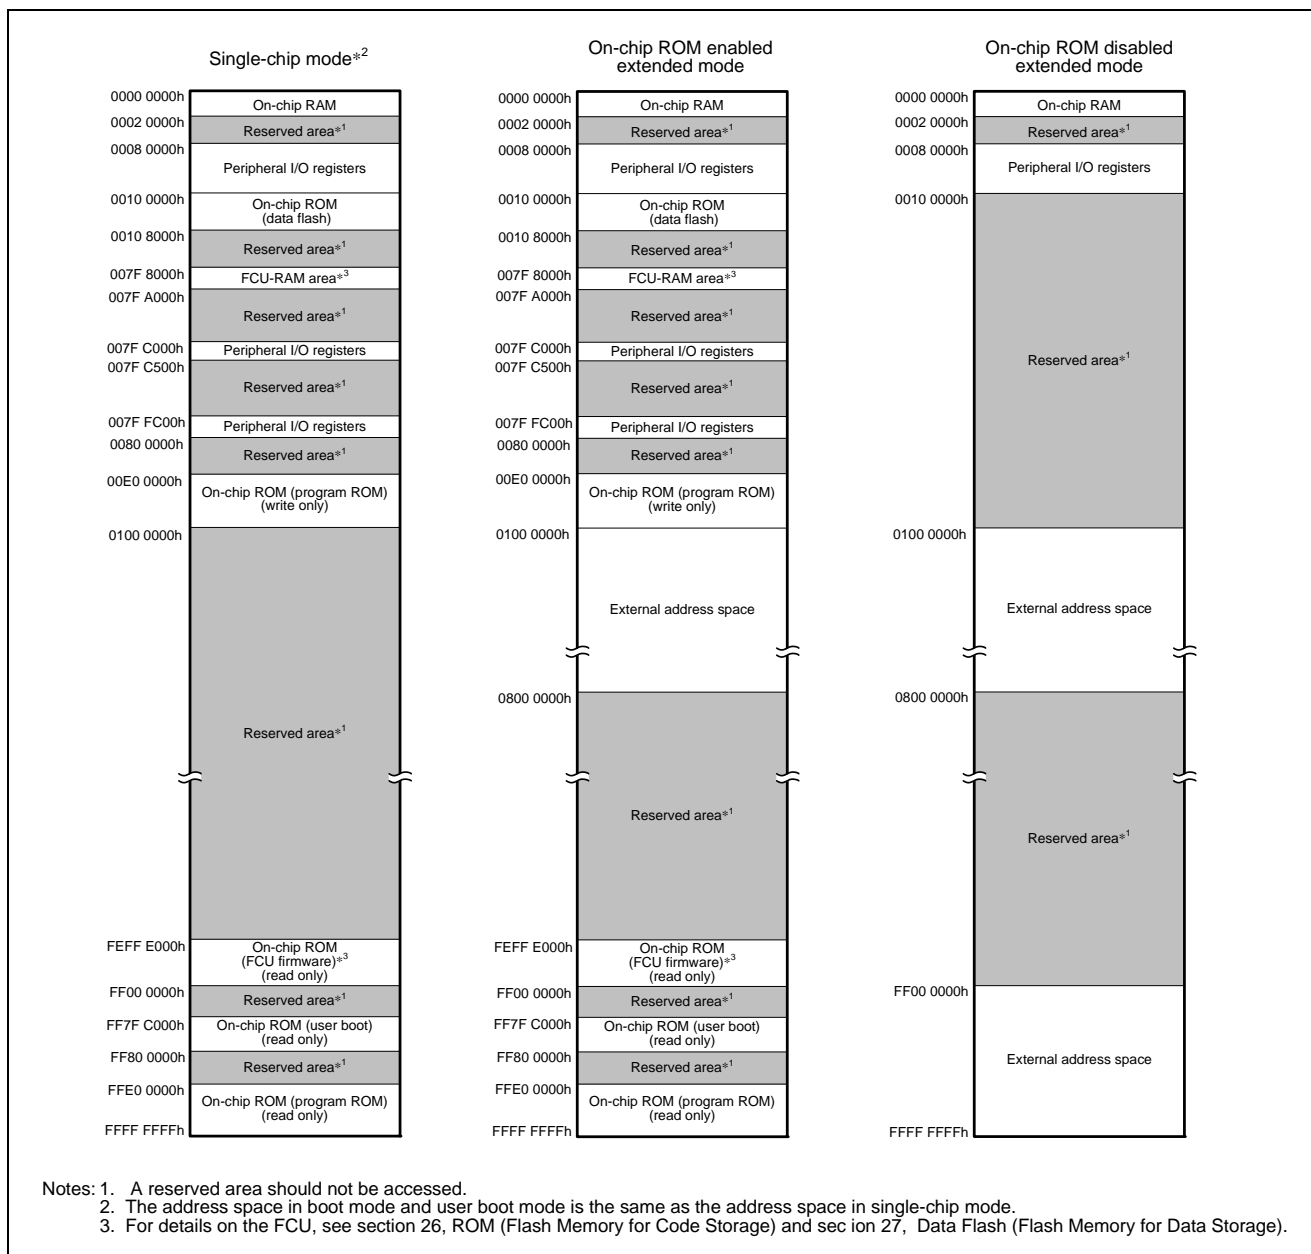 Single-chip mode*2
0000 0000h
On-chip RAM
0002 0000h
Reserved area*1
0008 0000h
Peripheral I/O registers
0010 0000h
On-chip ROM
(data flash)
0010 8000h
Reserved area*1
007F 8000h
FCU-RAM area*3
007F A000h
Reserved area*1
007F C000h
Peripheral I/O registers
007F C500h
Reserved area*1
007F FC00h
Peripheral I/O registers
0080 0000h
Reserved area*1
00E0 0000h
On-chip ROM (program ROM)
(write only)
0100 0000h
Reserved area*1
FEFF E000h
On-chip ROM
(FCU firmware)*3
(read only)
FF00 0000h
Reserved area*1
FF7F C000h
On-chip ROM (user boot)
(read only)
FF80 0000h
Reserved area*1
FFE0 0000h
On-chip ROM (program ROM)
(read only)
FFFF FFFFh
On-chip ROM enabled
extended mode
0000 0000h
On-chip RAM
0002 0000h
Reserved area*1
0008 0000h
Peripheral I/O registers
0010 0000h
On-chip ROM
(data flash)
0010 8000h
Reserved area*1
007F 8000h
FCU-RAM area*3
007F A000h
Reserved area*1
007F C000h
Peripheral I/O registers
007F C500h
Reserved area*1
007F FC00h
Peripheral I/O registers
0080 0000h
Reserved area*1
00E0 0000h
On-chip ROM (program ROM)
(write only)
0100 0000h
External address space
0800 0000h
Reserved area*1
FEFF E000h
On-chip ROM
(FCU firmware)*3
(read only)
FF00 0000h
Reserved area*1
FF7F C000h
On-chip ROM (user boot)
(read only)
FF80 0000h
Reserved area*1
FFE0 0000h
On-chip ROM (program ROM)
(read only)
FFFF FFFFh
On-chip ROM disabled
extended mode
0000 0000h
On-chip RAM
0002 0000h
Reserved area*1
0008 0000h
Peripheral I/O registers
0010 0000h
Reserved area*1
0100 0000h
External address space
0800 0000h
Reserved area*1
FF00 0000h
External address space
FFFF FFFFh
Notes: 1. A reserved area should not be accessed.
2. The address space in boot mode and user boot mode is the same as the address space in single-chip mode.
3. For details on the FCU, see section 26, ROM (Flash Memory for Code Storage) and sec ion 27, Data Flash (Flash Memory for Data Storage).